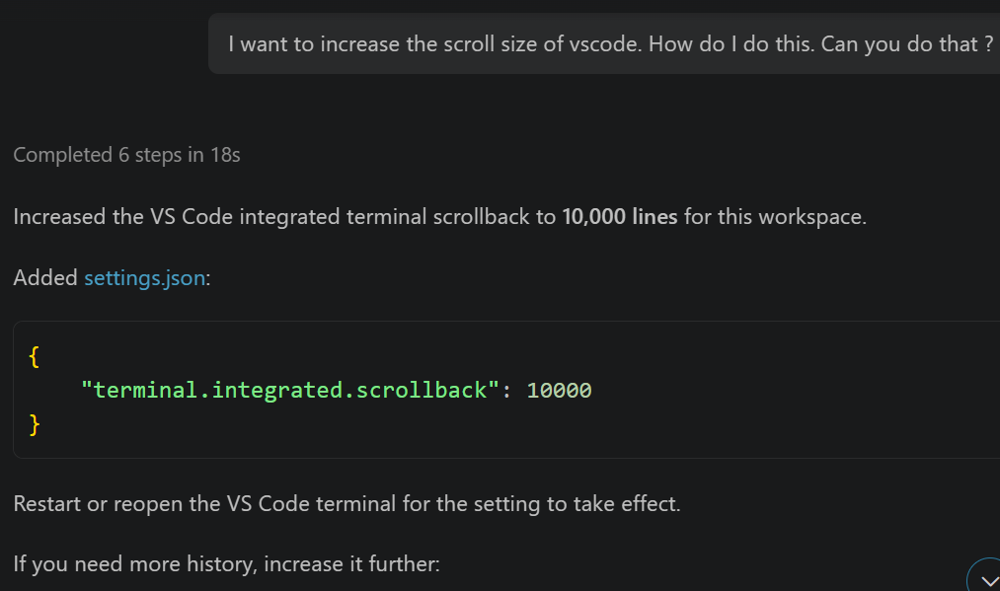 I want to increase the scroll size of vscode. How do I do this. Can you do that ?
Completed 6 steps in 18s
Increased the VS Code integrated terminal scrollback to 10,000 lines for this workspace.
Added settings.json:
{
    "terminal.integrated.scrollback": 10000
}
Restart or reopen the VS Code terminal for the setting to take effect.
If you need more history, increase it further: